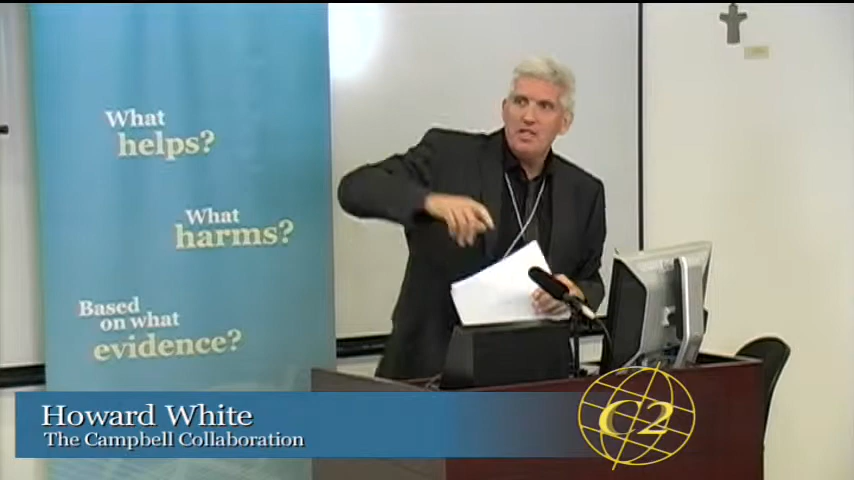 What
helps?
What
harms?
Based
on what
evidence?
Howard White
The Campbell Collaboration
C2